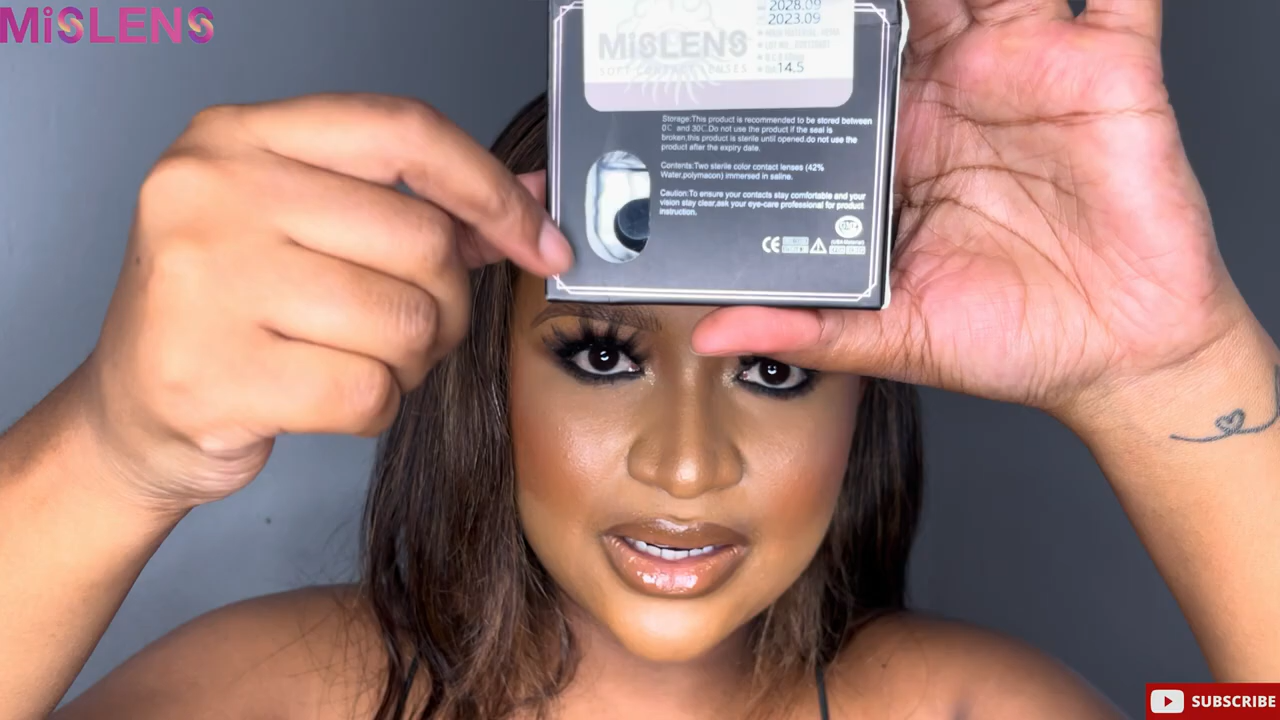 MiSLENS
2028.09
2023.09
MiSLENS
SOFT CONTACT LENSES
14.5
Storage:This product is recommended to be stored between
0C and 30C.Do not use the product if the seal is
broken,this product is sterile until opened.do not use the
product after the expiry date.
Contents:Two sterile color contact lenses (42%
Water,polymacon) immersed in saline.
Caution:To ensure your contacts stay comfortable and your
vision stay clear,ask your eye-care professional for product
instruction.
CE
SUBSCRIBE